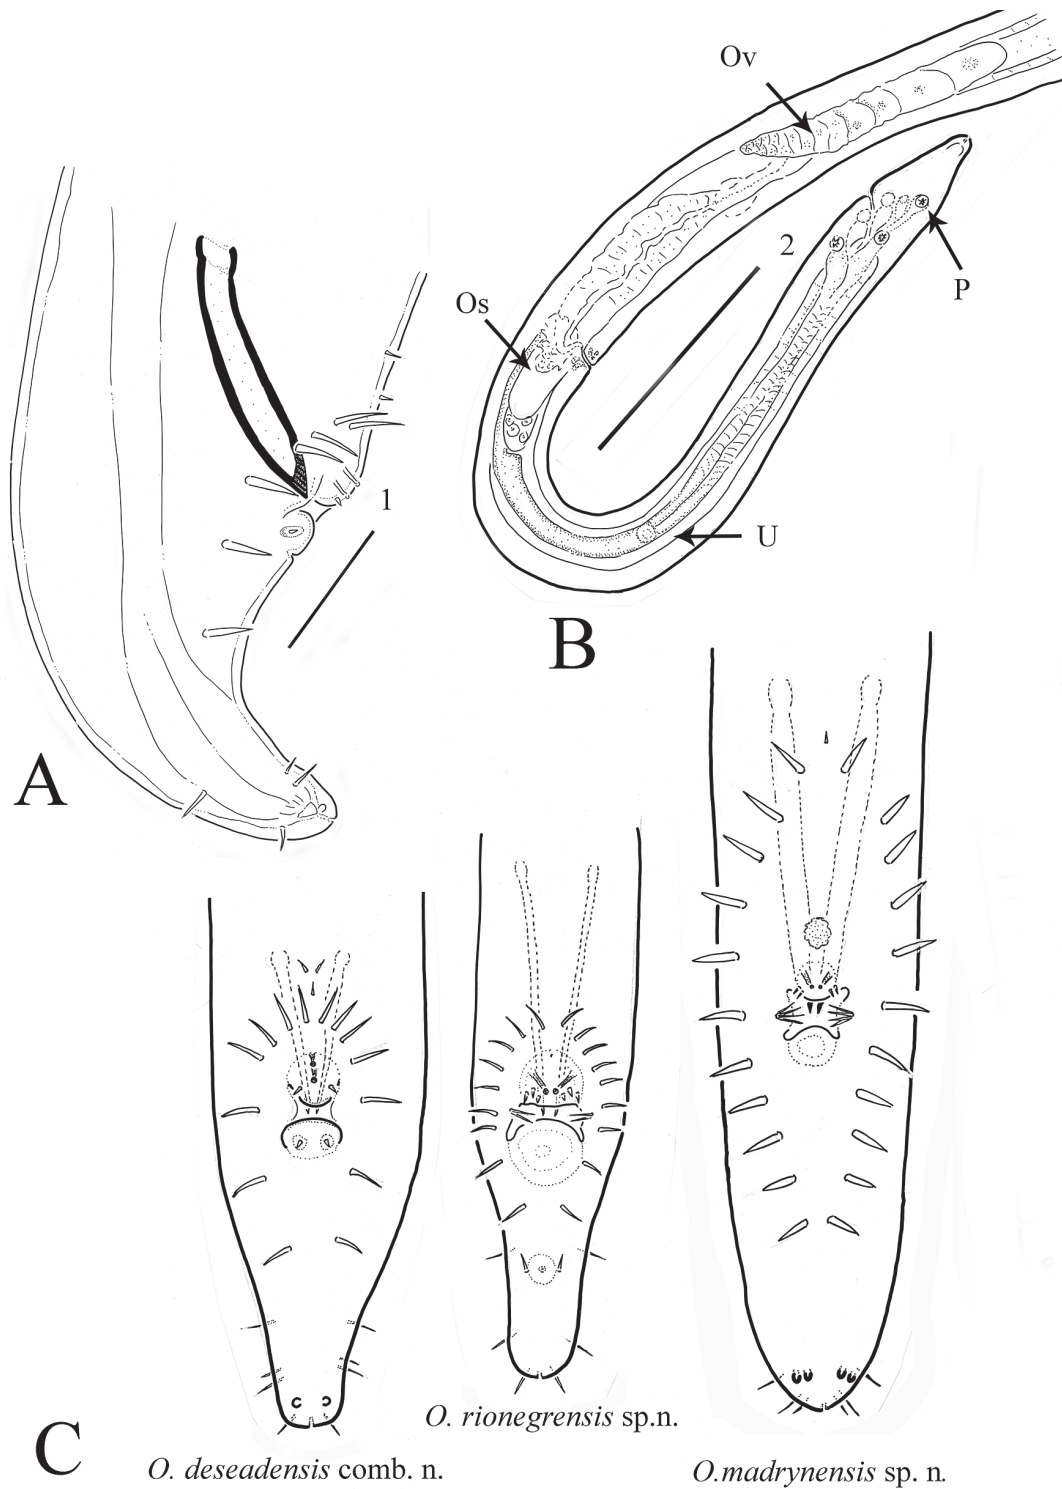 Ov
2
Os
P
1
U
B
A
O. rionegrensis sp.n.
C
O. deseadensis comb. n.
O.madrynensis sp. n.